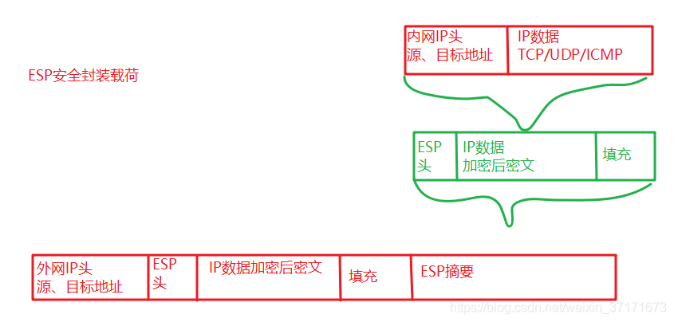 内网IP头
源、目标地址
IP数据
TCP/UDP/ICMP
ESP安全封装载荷
ESP
头
IP数据
加密后密文
填充
外网IP头
源、目标地址
ESP
头
IP数据加密后密文
填充
ESP摘要
https://blog.csdn.net/weixin_37171673